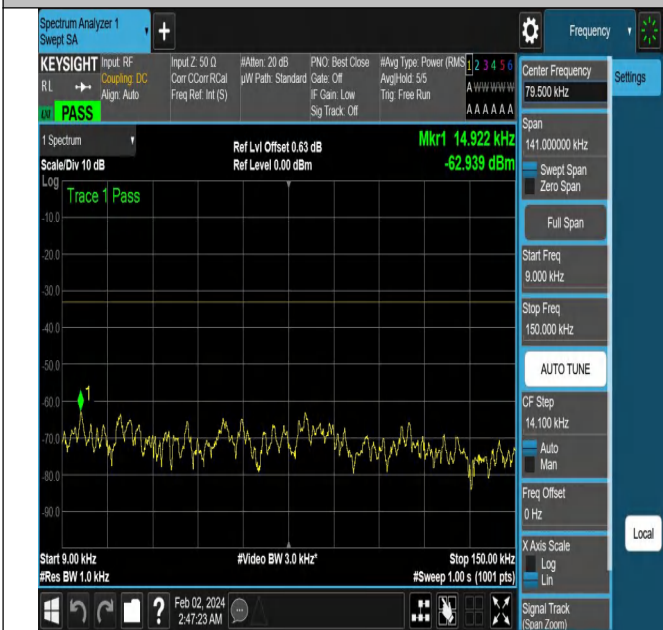 Spectrum Analyzer 1
Swept SA
+
Frequency
KEYSIGHT
Input: RF
Coupling: DC
Align: Auto
Input Z: 50 Ω
Corr CCorr RCal
Freq Ref: Int (S)
#Atten: 20 dB
µW Path: Standard
PNO: Best Close
Gate: Off
IF Gain: Low
Sig Track: Off
#Avg Type: Power (RMS
Avg|Hold: 5/5
Trig: Free Run
1 2 3 4 5 6
A W W W W W
A A A A A A
R L
LXI
PASS
1 Spectrum
Scale/Div 10 dB
Ref Lvl Offset 0.63 dB
Ref Level 0.00 dBm
Mkr1 14.922 kHz
-62.939 dBm
Log
Trace 1 Pass
-10.0
-20.0
-30.0
-40.0
-50.0
-60.0
-70.0
-80.0
-90.0
1
Start 9.00 kHz
#Res BW 1.0 kHz
#Video BW 3.0 kHz*
Stop 150.00 kHz
#Sweep 1.00 s (1001 pts)
Feb 02, 2024
2:47:23 AM
?
Center Frequency
79.500 kHz
Settings
Span
141.000000 kHz
Swept Span
Zero Span
Full Span
Start Freq
9.000 kHz
Stop Freq
150.000 kHz
AUTO TUNE
CF Step
14.100 kHz
Auto
Man
Freq Offset
0 Hz
X Axis Scale
Log
Lin
Local
Signal Track
(Span Zoom)